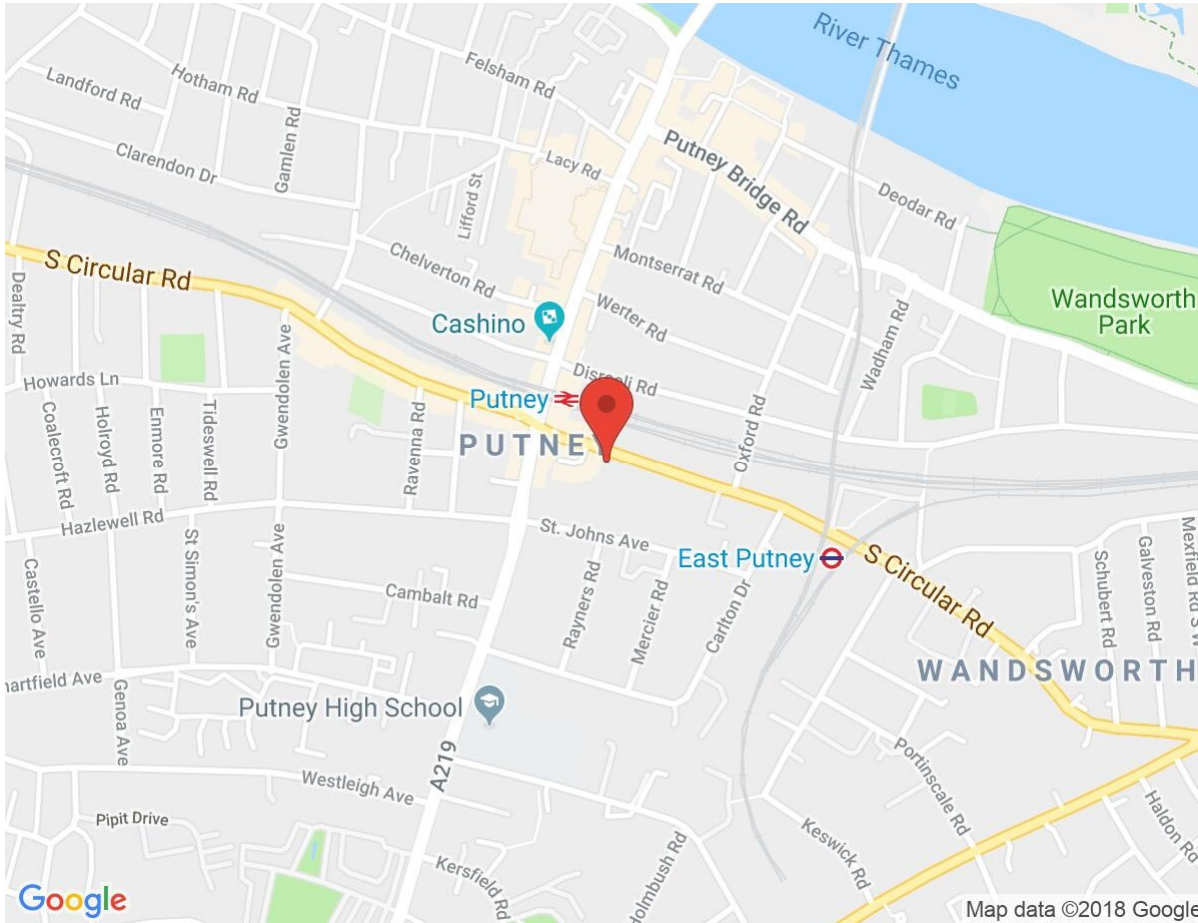 River Thames
Felsham Rd
Hotham Rd
Landford Rd
Gamlen Rd
Clarendon Dr
Lacy Rd
Lifford St
Putney Bridge Rd
Deodar Rd
S Circular Rd
Chelverton Rd
Montserrat Rd
Werter Rd
Wandsworth
Park
Dealtry Rd
Cashino
Wadham Rd
Gwendolen Ave
Disraeli Rd
Howards Ln
Putney
PUTNEY
Oxford Rd
Coalecroft Rd
Holroyd Rd
Enmore Rd
Tideswell Rd
Ravenna Rd
Hazlewell Rd
St. Johns Ave
East Putney
S Circular Rd
Castello Ave
St Simon's Ave
Gwendolen Ave
Cambalt Rd
Rayners Rd
Mercier Rd
Carlton Dr
Schubert Rd
Galveston Rd
Mexfield Rd S W
WANDSWORTH
hartfield Ave
Genoa Ave
Putney High School
A219
Westleigh Ave
Pipit Drive
Portinscale Rd
Haldon Rd
Keswick Rd
Kersfield Rd
Holmbush Rd
Google
Map data ©2018 Google